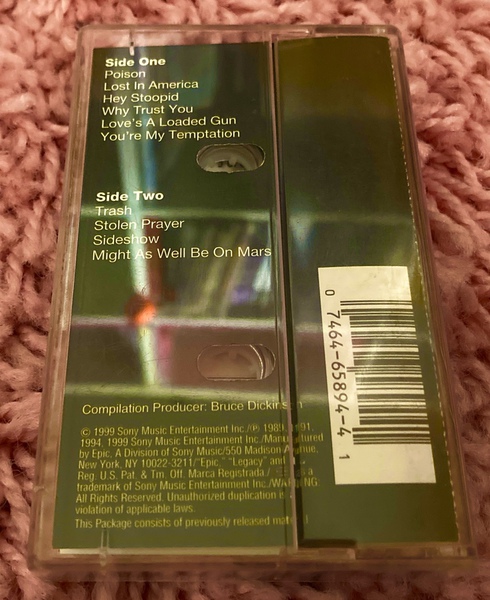 Side One
Poison
Lost In America
Hey Stoopid
Why Trust You
Love's A Loaded Gun
You're My Temptation
Side Two
Trash
Stolen Prayer
Sideshow
Might As Well Be On Mars
Compilation Producer: Bruce Dickinson
© 1999 Sony Music Entertainment Inc./℗ 1989, 1991,
1994, 1999 Sony Music Entertainment Inc./Manufactured
by Epic, A Division of Sony Music/550 Madison Avenue,
New York, NY 10022-3211/"Epic," "Legacy" and
Reg. U.S. Pat. & Tm. Off. Marca Registrada / is a
trademark of Sony Music Entertainment Inc./WARNING:
All Rights Reserved. Unauthorized duplication is a
violation of applicable laws.
This Package consists of previously released material
0 7464-65894-4 1